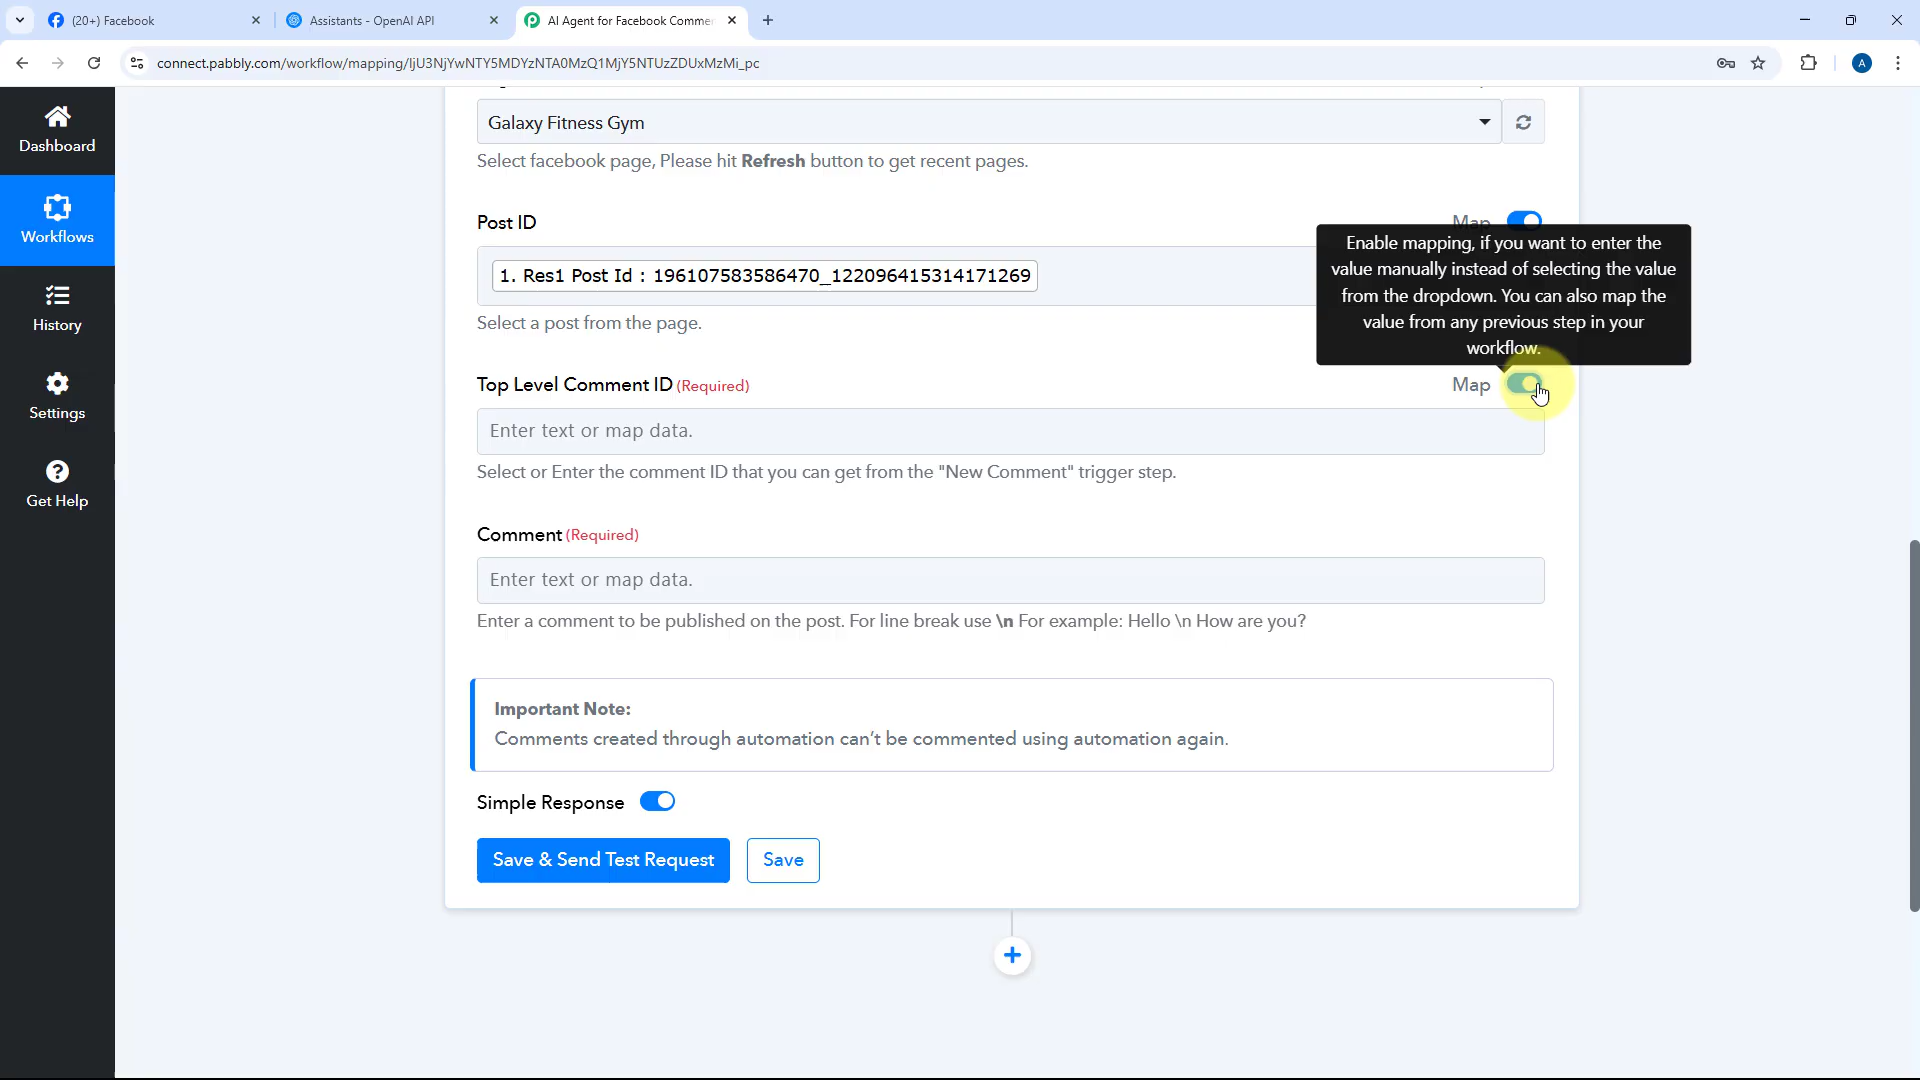 (20+) Facebook
Assistants - OpenAI API
AI Agent for Facebook Commen
connect.pabbly.com/workflow/mapping/IjU3NjYwNTY5MDYzNTA0MzQ1MjY5NTUzZDUxMzMi_pc
A
Dashboard
Workflows
History
Settings
Get Help
Galaxy Fitness Gym
Select facebook page, Please hit Refresh button to get recent pages.
Post ID
Map
1. Res1 Post Id : 196107583586470_122096415314171269
Select a post from the page.
Enable mapping, if you want to enter the
value manually instead of selecting the value
from the dropdown. You can also map the
value from any previous step in your
workflow.
Top Level Comment ID (Required)
Map
Enter text or map data.
Select or Enter the comment ID that you can get from the "New Comment" trigger step.
Comment (Required)
Enter text or map data.
Enter a comment to be published on the post. For line break use \n For example: Hello \n How are you?
Important Note:
Comments created through automation can't be commented using automation again.
Simple Response
Save & Send Test Request
Save